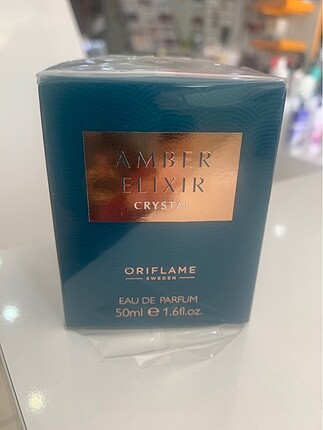 AMBER
ELIXIR
CRYSTAL
ORIFLAME
SWEDEN
EAU DE PARFUM
50ml ℮ 1.6fl.oz.